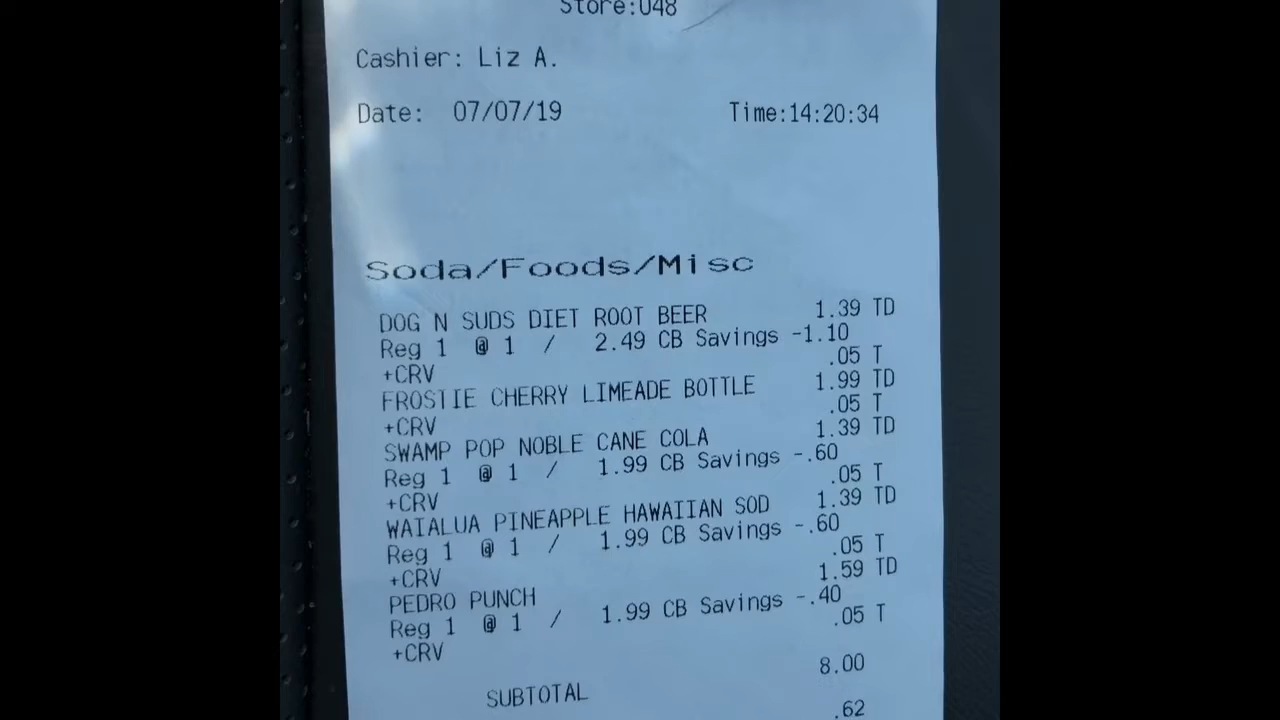 Store:048
Cashier: Liz A.
Date: 07/07/19 Time:14:20:34
Soda/Foods/Misc
DOG N SUDS DIET ROOT BEER 1.39 TD
Reg 1 @ 1 / 2.49 CB Savings -1.10
+CRV .05 T
FROSTIE CHERRY LIMEADE BOTTLE 1.99 TD
+CRV .05 T
SWAMP POP NOBLE CANE COLA 1.39 TD
Reg 1 @ 1 / 1.99 CB Savings -.60
+CRV .05 T
WAIALUA PINEAPPLE HAWAIIAN SOD 1.39 TD
Reg 1 @ 1 / 1.99 CB Savings -.60
+CRV .05 T
PEDRO PUNCH 1.59 TD
Reg 1 @ 1 / 1.99 CB Savings -.40
+CRV .05 T
SUBTOTAL 8.00
.62